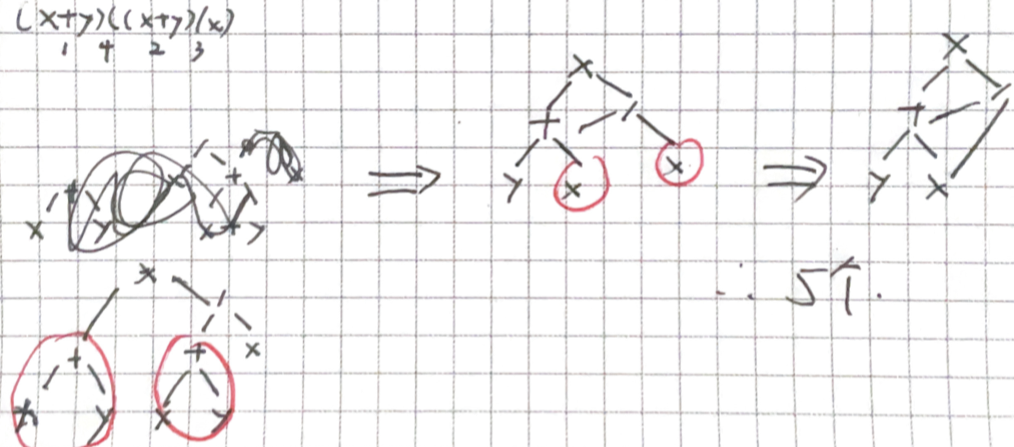 (x+y)((x+y)/(x)
1 4 2 3
×
+ /
y x x
×
+ /
y x
×
+ /
x y + x
x y
∴ 5个.